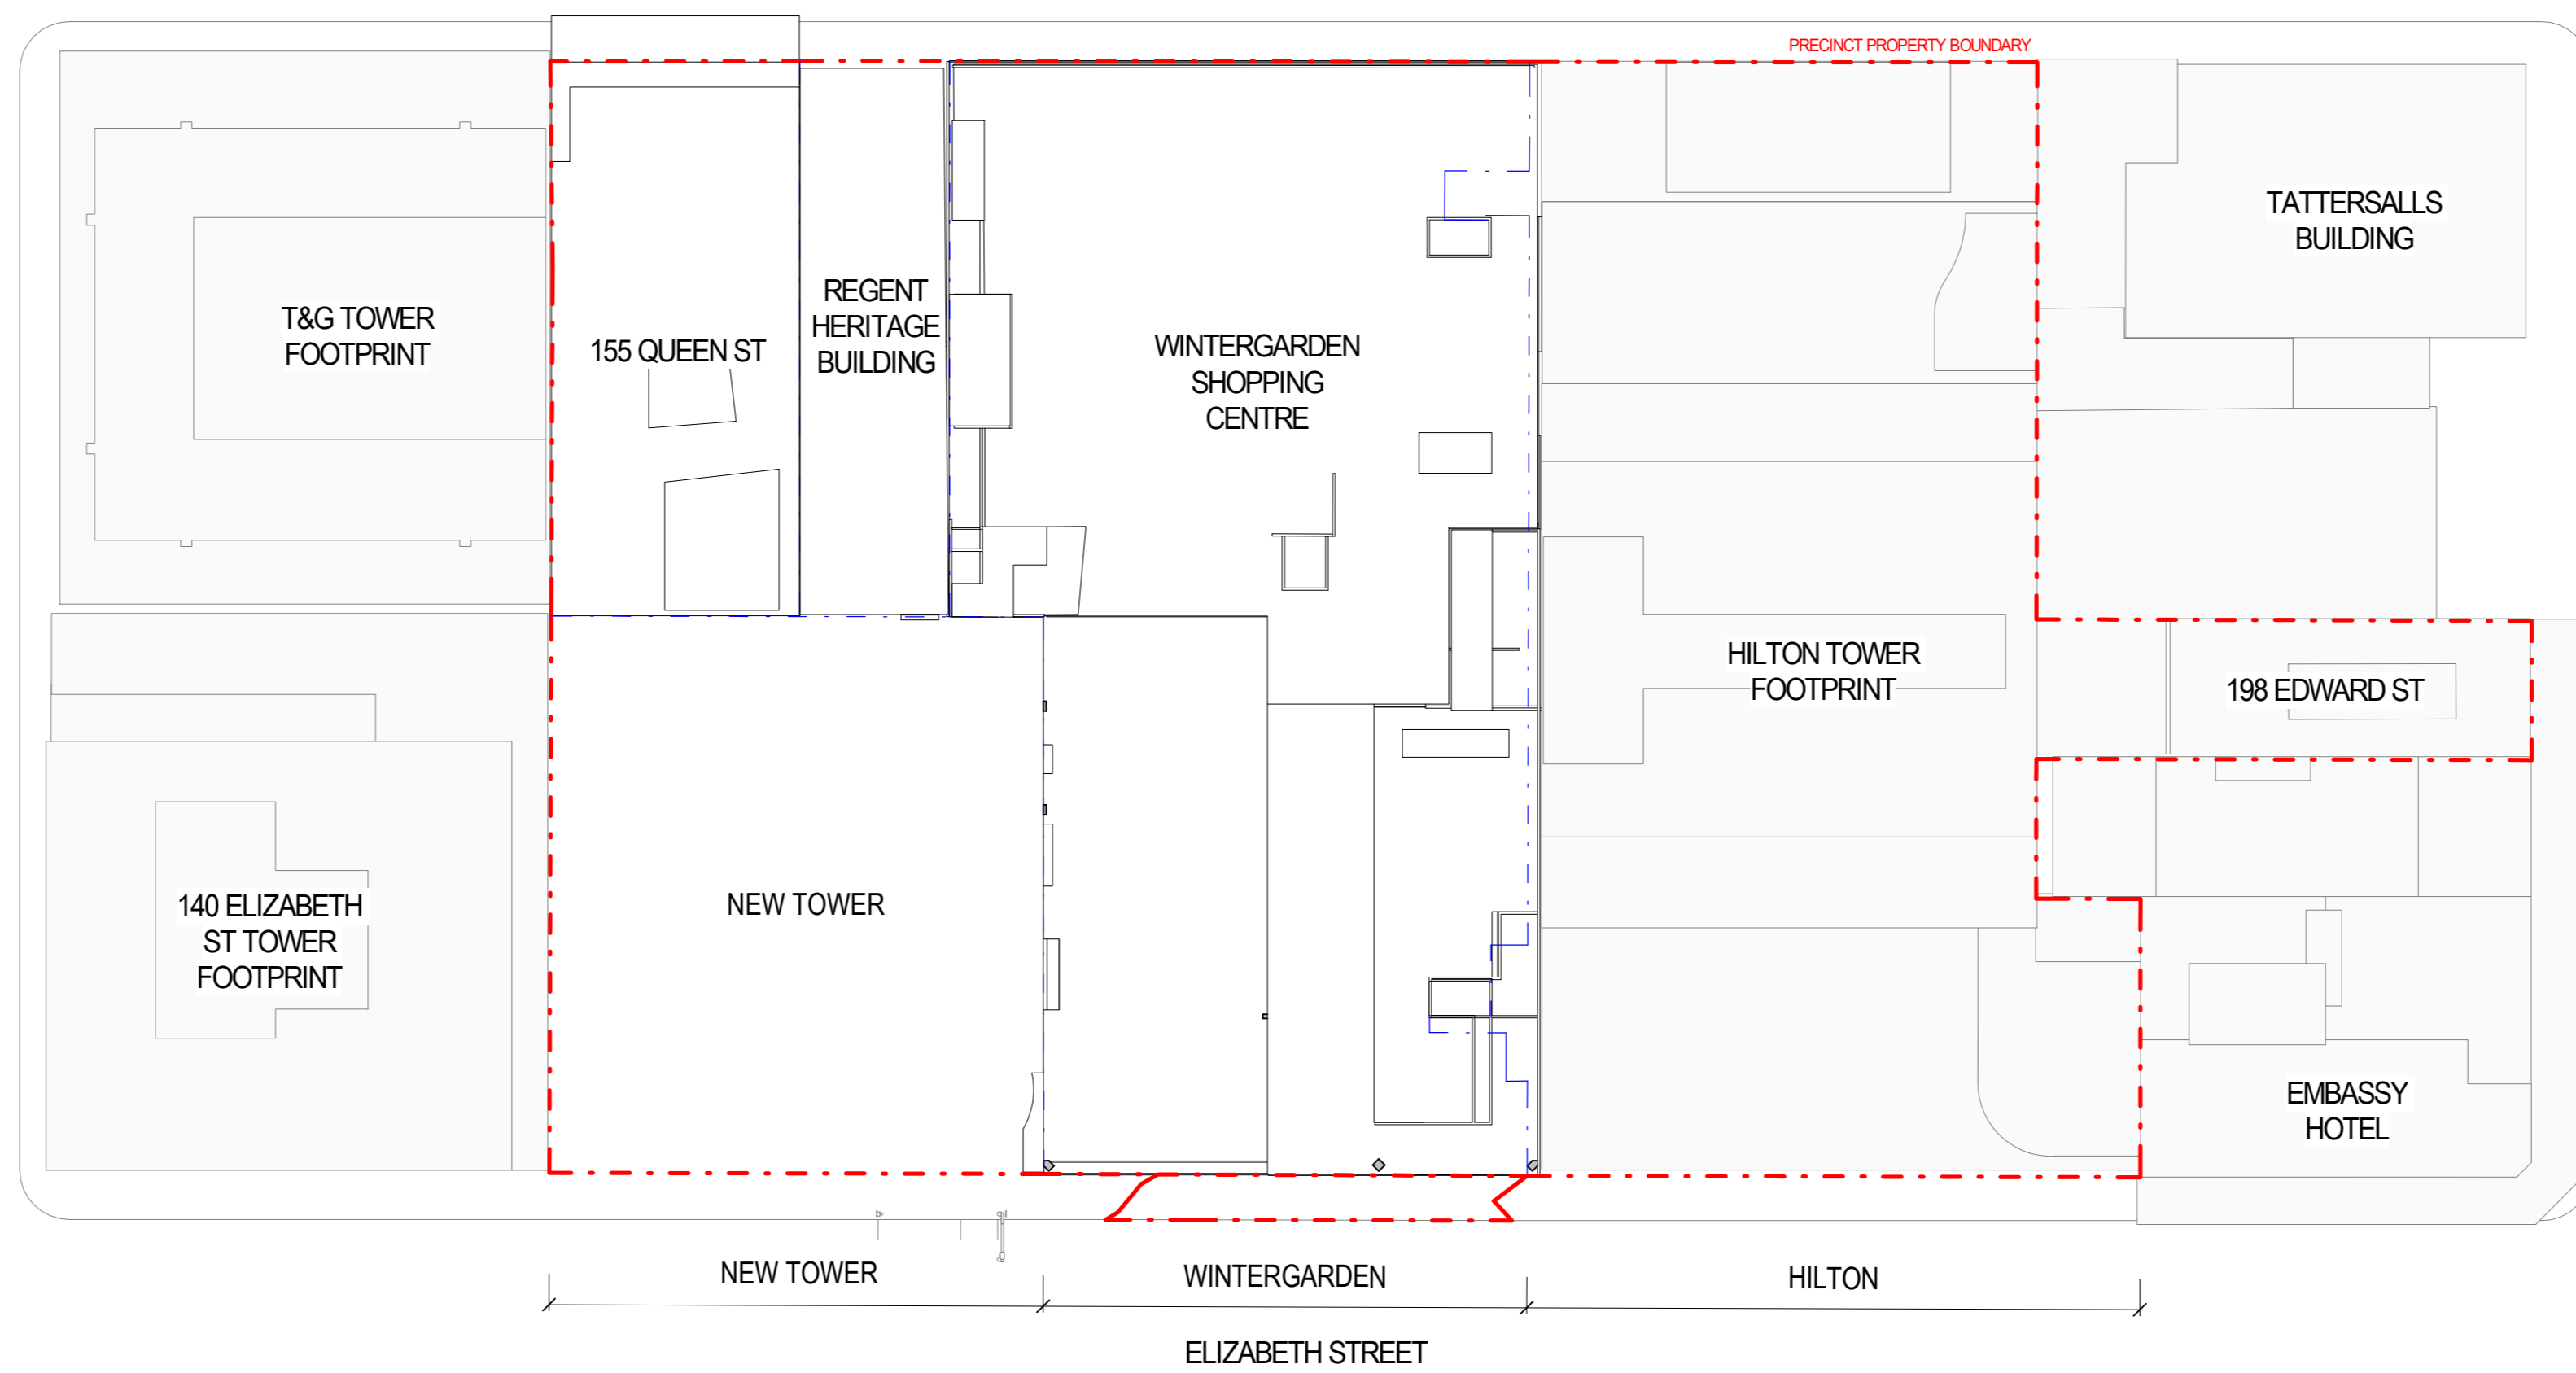 PRECINCT PROPERTY BOUNDARY
TATTERSALLS
BUILDING
T&G TOWER
FOOTPRINT
155 QUEEN ST
REGENT
HERITAGE
BUILDING
WINTERGARDEN
SHOPPING
CENTRE
HILTON TOWER
FOOTPRINT
198 EDWARD ST
140 ELIZABETH
ST TOWER
FOOTPRINT
NEW TOWER
EMBASSY
HOTEL
NEW TOWER
WINTERGARDEN
HILTON
ELIZABETH STREET